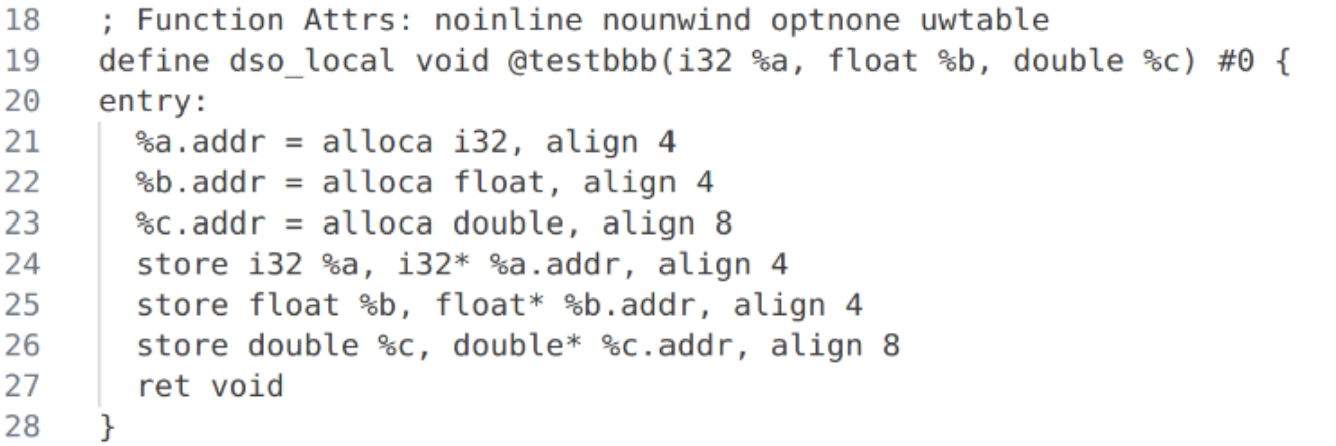 18 ; Function Attrs: noinline nounwind optnone uwtable
19 define dso_local void @testbbb(i32 %a, float %b, double %c) #0 {
20 entry:
21 %a.addr = alloca i32, align 4
22 %b.addr = alloca float, align 4
23 %c.addr = alloca double, align 8
24 store i32 %a, i32* %a.addr, align 4
25 store float %b, float* %b.addr, align 4
26 store double %c, double* %c.addr, align 8
27 ret void
28 }